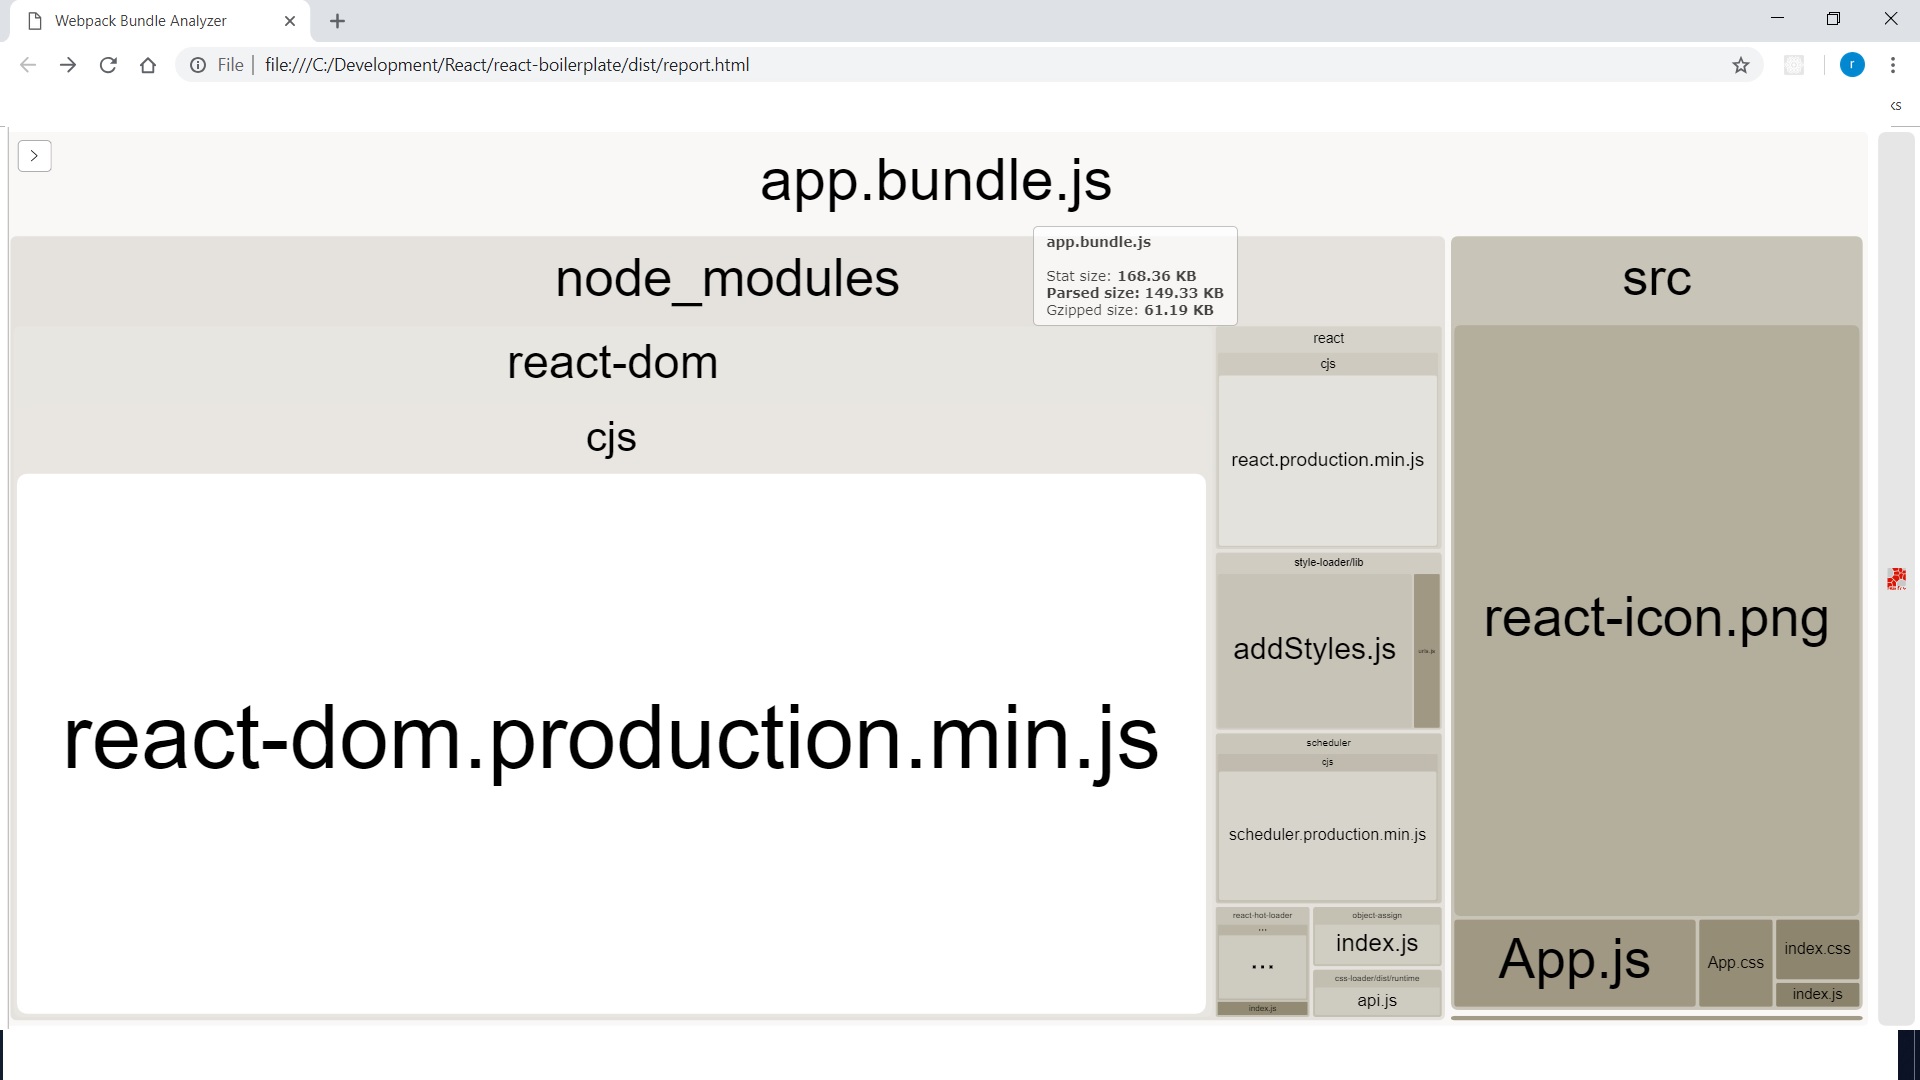 Webpack Bundle Analyzer
File
file:///C:/Development/React/react-boilerplate/dist/report.html
r
app.bundle.js
app.bundle.js
Stat size: 168.36 KB
Parsed size: 149.33 KB
Gzipped size: 61.19 KB
node_modules
src
react-dom
cjs
react-dom.production.min.js
react
cjs
react.production.min.js
style-loader/lib
addStyles.js
scheduler
cjs
scheduler.production.min.js
react-hot-loader
...
...
index.js
object-assign
index.js
css-loader/dist/runtime
api.js
react-icon.png
App.js
App.css
index.css
index.js